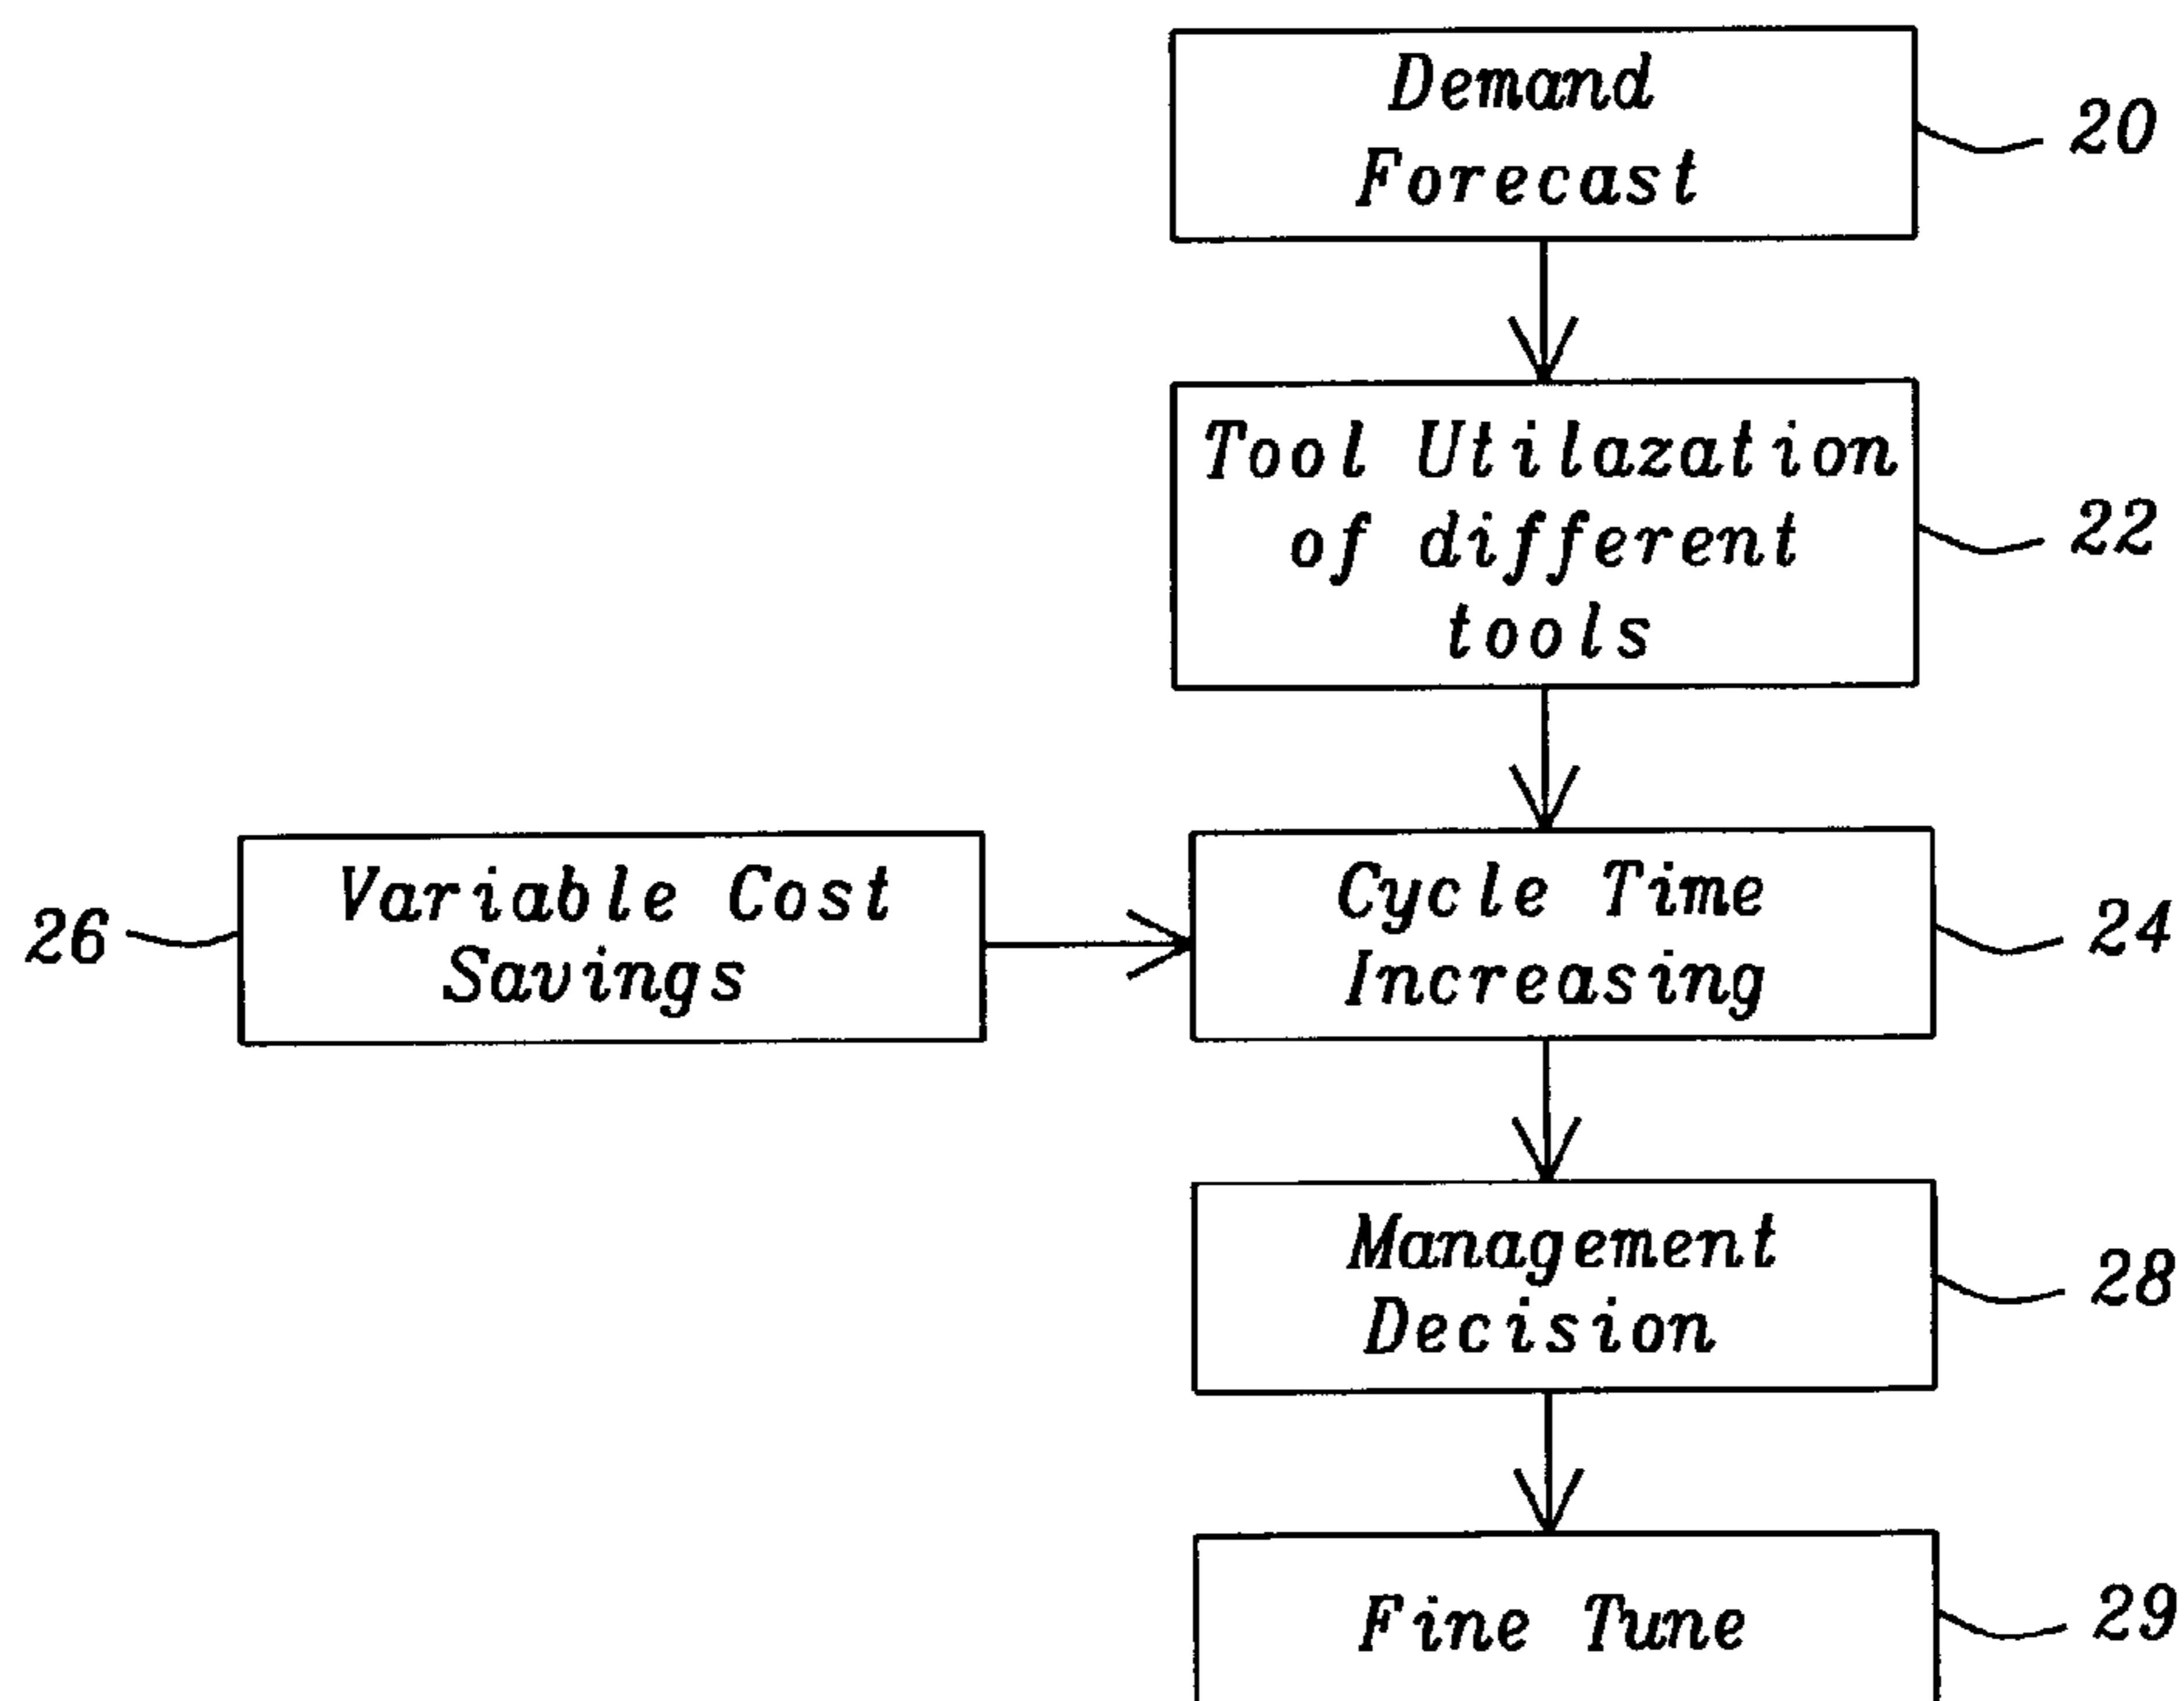 Demand
Forecast
20
Tool Utilazation
of different
tools
22
Variable Cost
Savings
26
Cycle Time
Increasing
24
Management
Decision
28
Fine Tune
29